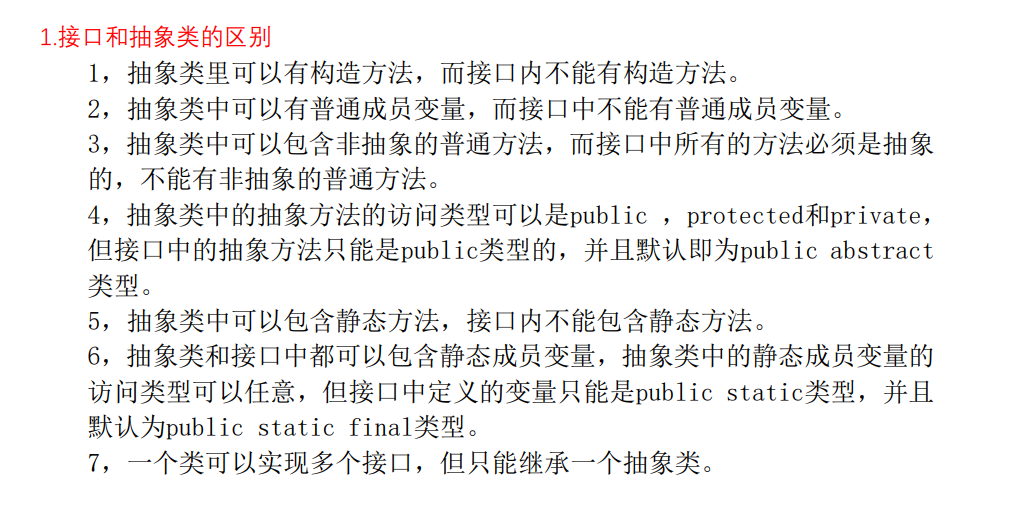 1.接口和抽象类的区别
1，抽象类里可以有构造方法，而接口内不能有构造方法。
2，抽象类中可以有普通成员变量，而接口中不能有普通成员变量。
3，抽象类中可以包含非抽象的普通方法，而接口中所有的方法必须是抽象
的，不能有非抽象的普通方法。
4，抽象类中的抽象方法的访问类型可以是public ，protected和private，
但接口中的抽象方法只能是public类型的，并且默认即为public abstract
类型。
5，抽象类中可以包含静态方法，接口内不能包含静态方法。
6，抽象类和接口中都可以包含静态成员变量，抽象类中的静态成员变量的
访问类型可以任意，但接口中定义的变量只能是public static类型，并且
默认为public static final类型。
7，一个类可以实现多个接口，但只能继承一个抽象类。